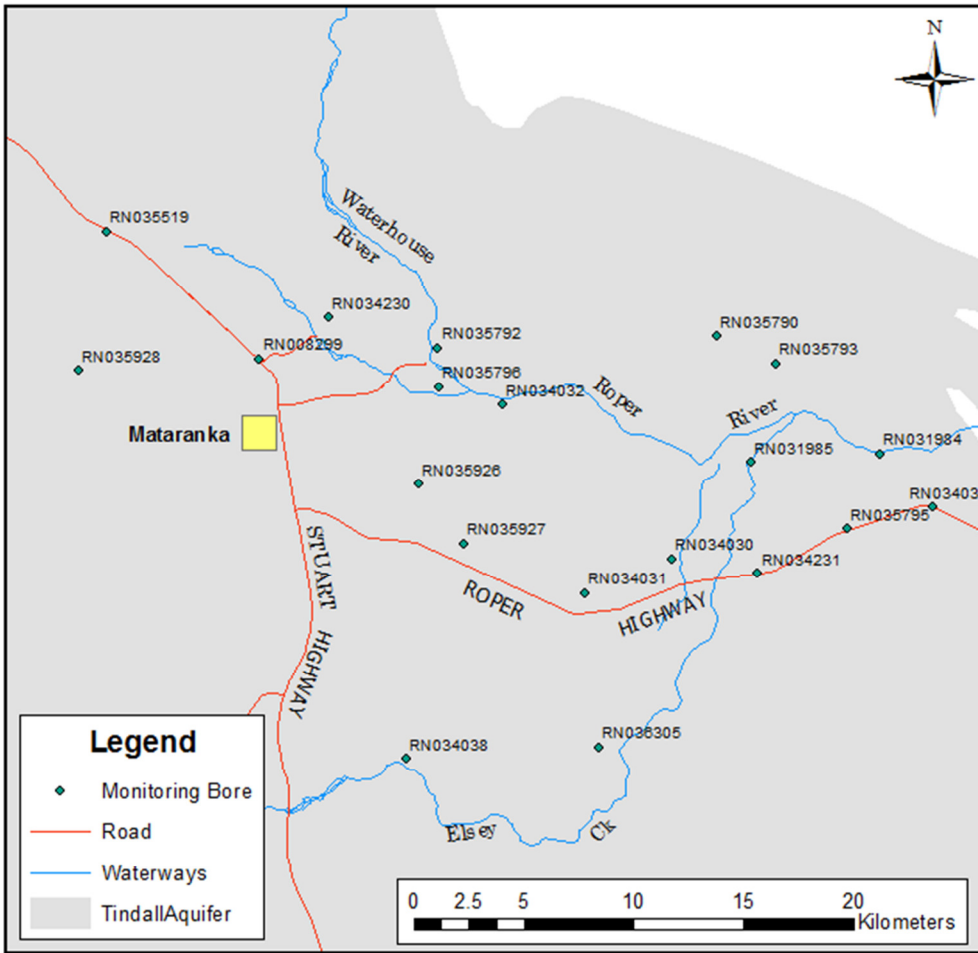 N
Waterhouse
River
RN035519
RN034230
RN035792
RN035790
RN008299
RN035793
RN035928
RN035796
RN034032
Roper
River
Mataranka
RN031984
RN031985
RN035926
RN03403
RN035795
RN035927
RN034030
RN034231
RN034031
STUART HIGHWAY
ROPER HIGHWAY
RN034038
Elsey Ck
Legend
Monitoring Bore
Road
Waterways
TindallAquifer
0 2.5 5 10 15 20
Kilometers